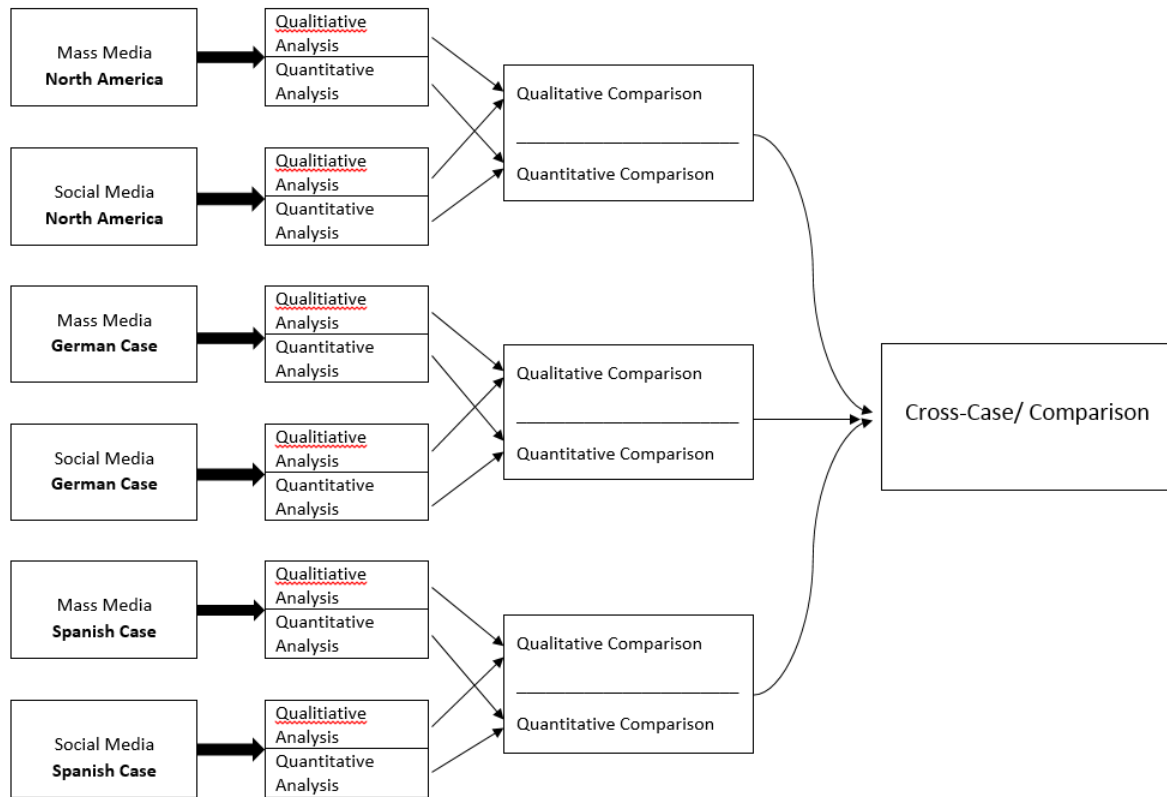 Mass Media
North America
Qualitiative
Analysis
Quantitative
Analysis
Social Media
North America
Qualitiative
Analysis
Quantitative
Analysis
Qualitative Comparison
Quantitative Comparison
Mass Media
German Case
Qualitiative
Analysis
Quantitative
Analysis
Social Media
German Case
Qualitiative
Analysis
Quantitative
Analysis
Qualitative Comparison
Quantitative Comparison
Mass Media
Spanish Case
Qualitiative
Analysis
Quantitative
Analysis
Social Media
Spanish Case
Qualitiative
Analysis
Quantitative
Analysis
Qualitative Comparison
Quantitative Comparison
Cross-Case/ Comparison